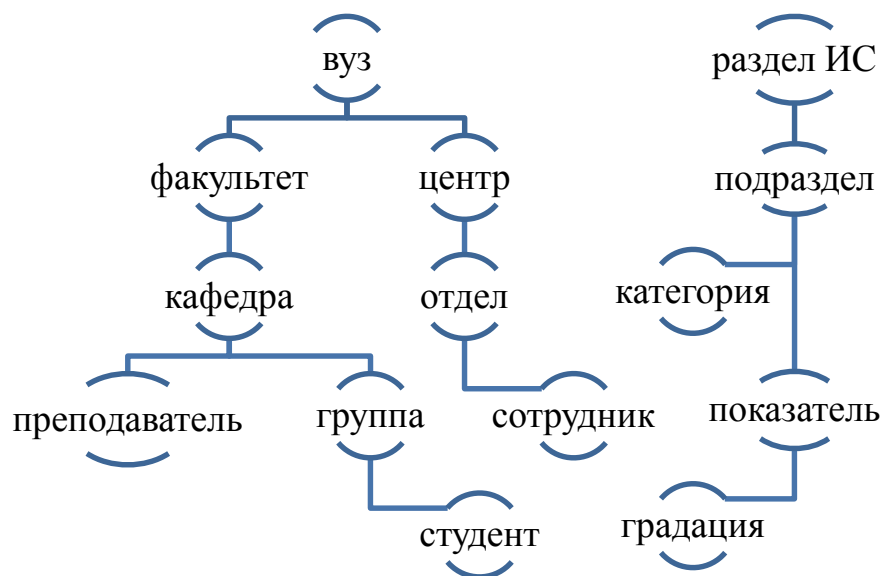 вуз
раздел ИС
факультет
центр
подраздел
кафедра
отдел
категория
преподаватель
группа
сотрудник
показатель
студент
градация